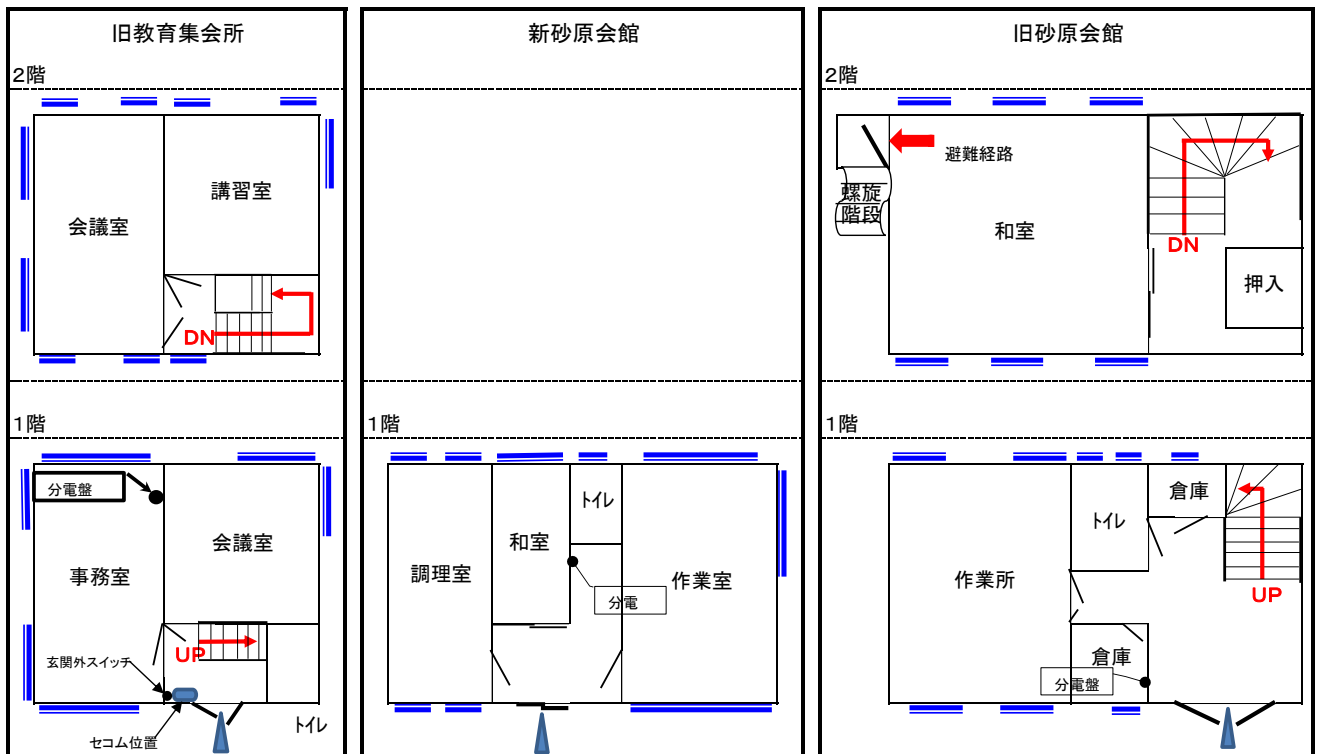 旧教育集会所
2階
講習室
会議室
DN
1階
分電盤
会議室
事務室
UP
玄関外スイッチ
トイレ
セコム位置
新砂原会館
1階
トイレ
和室
調理室
作業室
分電
旧砂原会館
2階
避難経路
螺旋
階段
和室
DN
押入
1階
倉庫
トイレ
作業所
UP
倉庫
分電盤